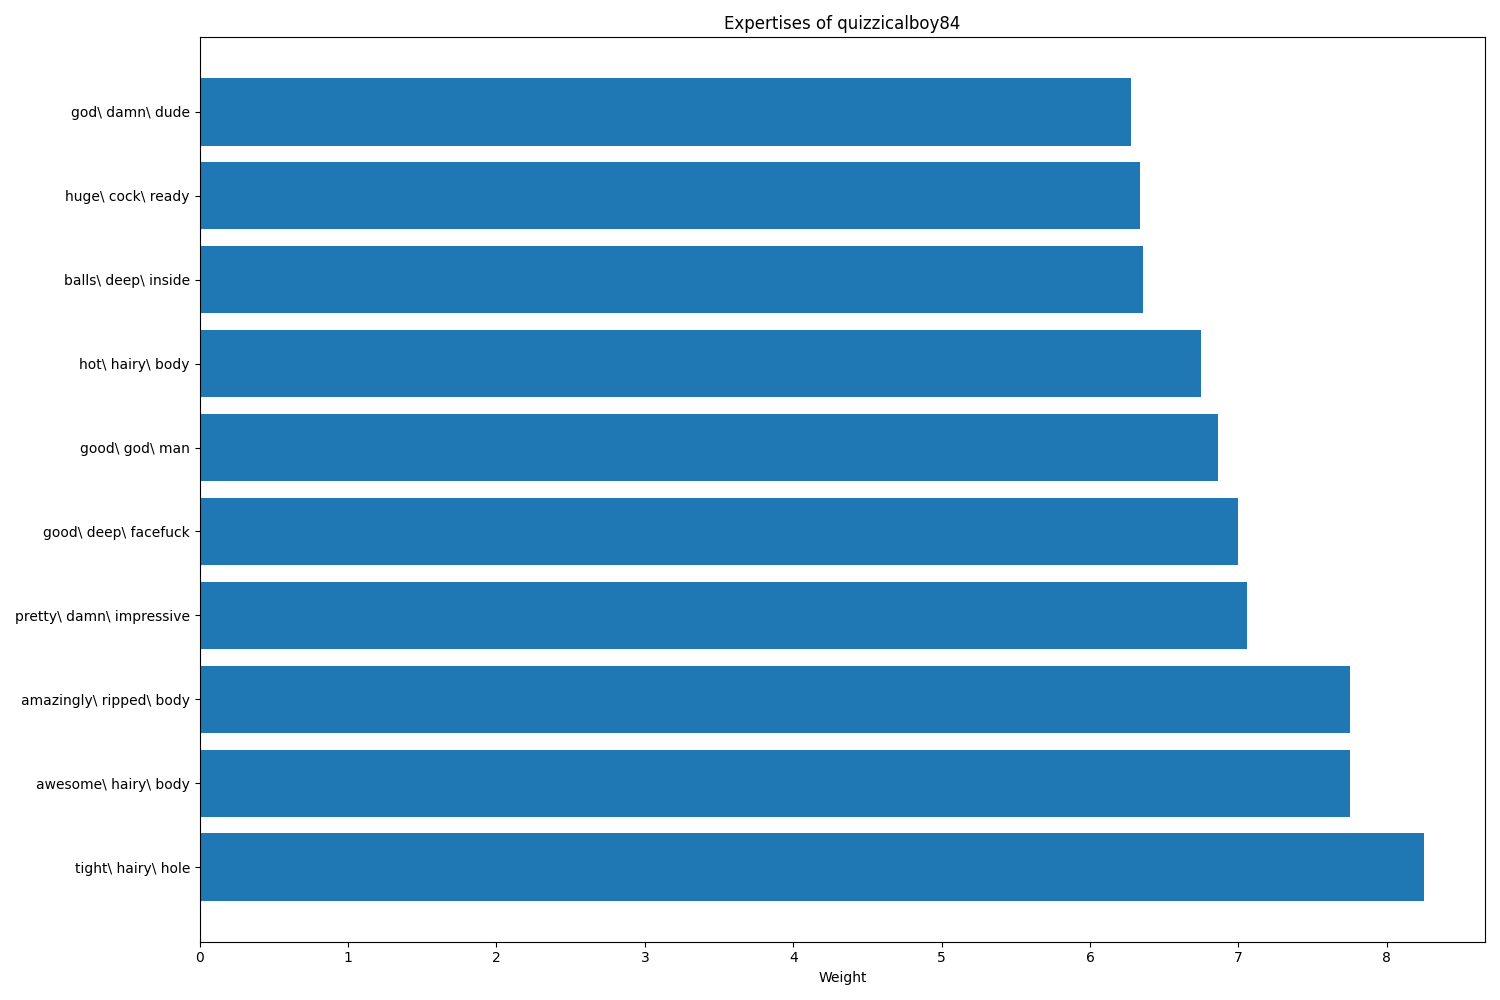 Expertises of quizzicalboy84
god\ damn\ dude
huge\ cock\ ready
balls\ deep\ inside
hot\ hairy\ body
good\ god\ man
good\ deep\ facefuck
pretty\ damn\ impressive
amazingly\ ripped\ body
awesome\ hairy\ body
tight\ hairy\ hole
0 1 2 3 4 5 6 7 8
Weight